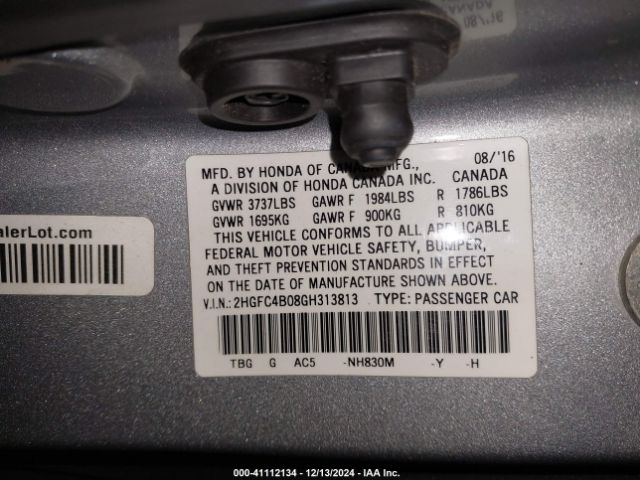 MFD. BY HONDA OF CANADA MFG., 08/'16
A DIVISION OF HONDA CANADA INC. CANADA
GVWR 3737LBS GAWR F 1984LBS R 1786LBS
GVWR 1695KG GAWR F 900KG R 810KG
THIS VEHICLE CONFORMS TO ALL APPLICABLE
FEDERAL MOTOR VEHICLE SAFETY, BUMPER,
AND THEFT PREVENTION STANDARDS IN EFFECT
ON THE DATE OF MANUFACTURE SHOWN ABOVE.
V.I.N.: 2HGFC4B08GH313813 TYPE: PASSENGER CAR
TBG G AC5 -NH830M -Y -H
alerLot.com
000-41112134 - 12/13/2024 - IAA Inc.